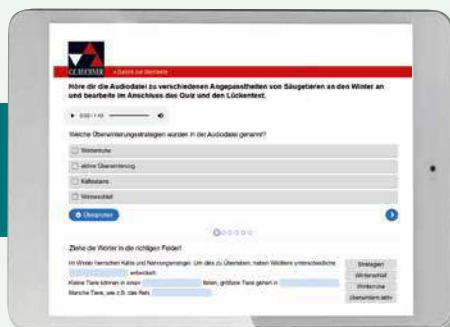 C.C.BUCHNER
Zurück zur Startseite
Höre dir die Audiodatei zu verschiedenen Angepasstheiten von Säugetieren an den Winter an
und bearbeite im Anschluss das Quiz und den Lückentext.
Welche Überwinterungsstrategien wurden in der Audiodatei genannt?
Winterruhe
aktive Überwinterung
Kältestarre
Winterschlaf
Überprüfen
Ziehe die Wörter in die richtigen Felder!
Im Winter herrschen Kälte und Nahrungsmangel. Um dies zu Überleben, haben Wildtiere unterschiedliche
entwickelt.
Kleine Tiere können in einen fallen, größere Tiere gehen in
Manche Tiere, wie z.B. das Reh,
Strategien
Winterschlaf
Winterruhe
überwintern aktiv